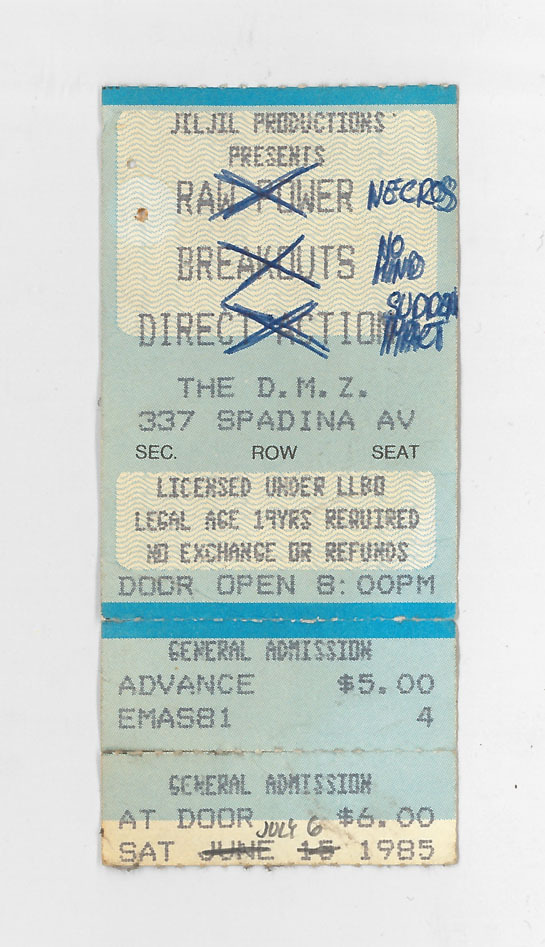 JILJIL PRODUCTIONS
PRESENTS
RAW POWER NECROS
BREAKOUTS NO MIND
DIRECT ACTION SUDDEN IMPACT
THE D.M.Z.
337 SPADINA AV
SEC. ROW SEAT
LICENSED UNDER LLBO
LEGAL AGE 19YRS REQUIRED
NO EXCHANGE OR REFUNDS
DOOR OPEN 8:00PM
GENERAL ADMISSION
ADVANCE $5.00
EMAS81 4
GENERAL ADMISSION
AT DOOR $6.00
JULY 6
SAT JUNE 15 1985